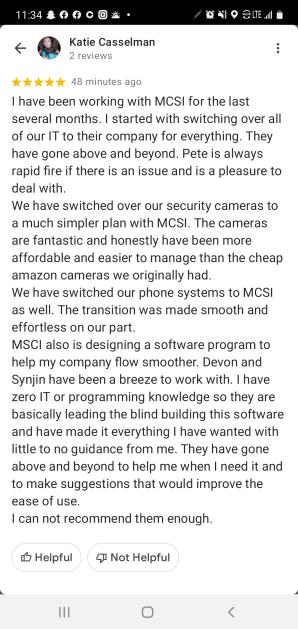 11:34
LTE
Katie Casselman
2 reviews
48 minutes ago
I have been working with MCSI for the last
several months. I started with switching over all
of our IT to their company for everything. They
have gone above and beyond. Pete is always
rapid fire if there is an issue and is a pleasure to
deal with.
We have switched over our security cameras to
a much simpler plan with MCSI. The cameras
are fantastic and honestly have been more
affordable and easier to manage than the cheap
amazon cameras we originally had.
We have switched our phone systems to MCSI
as well. The transition was made smooth and
effortless on our part.
MSCI also is designing a software program to
help my company flow smoother. Devon and
Synjin have been a breeze to work with. I have
zero IT or programming knowledge so they are
basically leading the blind building this software
and have made it everything I have wanted with
little to no guidance from me. They have gone
above and beyond to help me when I need it and
to make suggestions that would improve the
ease of use.
I can not recommend them enough.
Helpful
Not Helpful